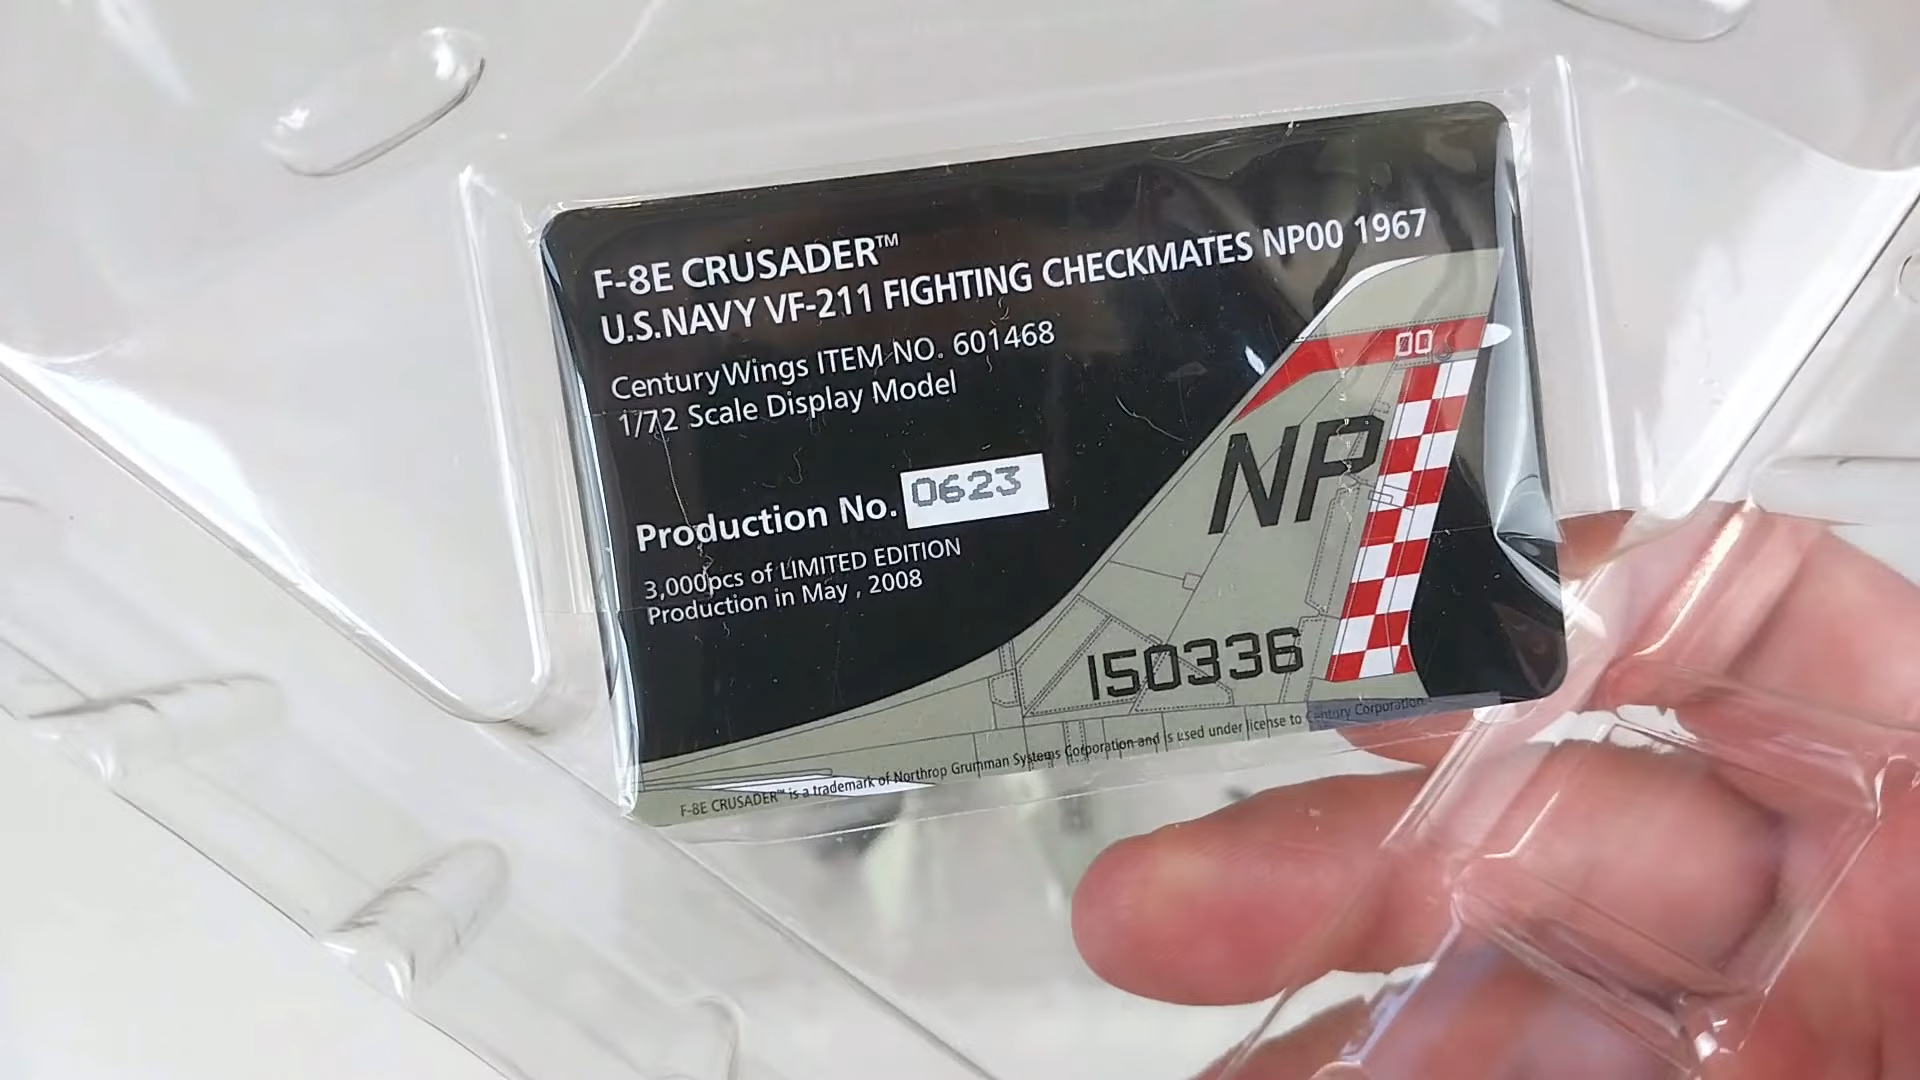 F-8E CRUSADER™
U.S.NAVY VF-211 FIGHTING CHECKMATES NP00 1967
CenturyWings ITEM NO. 601468
1/72 Scale Display Model
Production No. 0623
3,000pcs of LIMITED EDITION
Production in May , 2008
00
NP
150336
F-8E CRUSADER™ is a trademark of Northrop Grumman Systems Corporation and is used under license to Century Corporation.